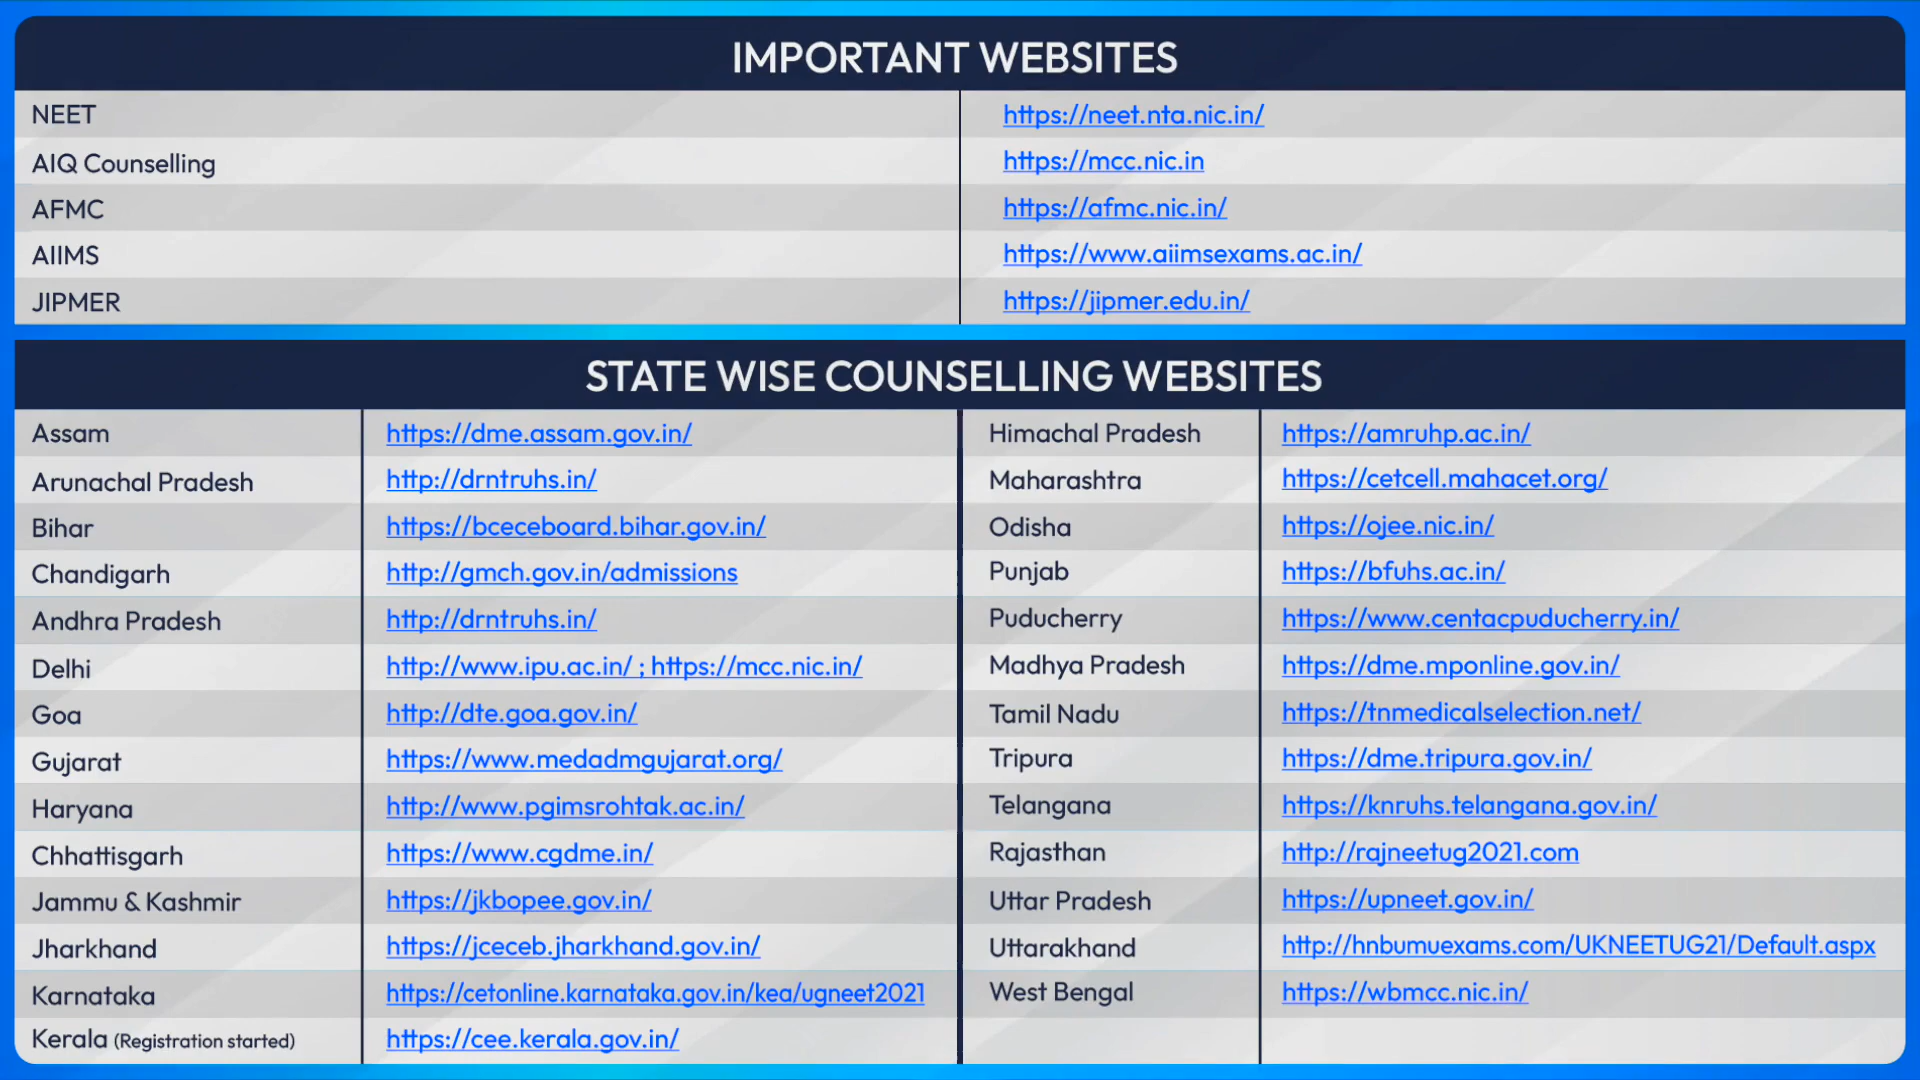 IMPORTANT WEBSITES
NEET https://neet.nta.nic.in/
AIQ Counselling https://mcc.nic.in
AFMC https://afmc.nic.in/
AIIMS https://www.aiimsexams.ac.in/
JIPMER https://jipmer.edu.in/
STATE WISE COUNSELLING WEBSITES
Assam https://dme.assam.gov.in/ Himachal Pradesh https://amruhp.ac.in/
Arunachal Pradesh http://drntruhs.in/ Maharashtra https://cetcell.mahacet.org/
Bihar https://bceceboard.bihar.gov.in/ Odisha https://ojee.nic.in/
Chandigarh http://gmch.gov.in/admissions Punjab https://bfuhs.ac.in/
Andhra Pradesh http://drntruhs.in/ Puducherry https://www.centacpuducherry.in/
Delhi http://www.ipu.ac.in/ ; https://mcc.nic.in/ Madhya Pradesh https://dme.mponline.gov.in/
Goa http://dte.goa.gov.in/ Tamil Nadu https://tnmedicalselection.net/
Gujarat https://www.medadmgujarat.org/ Tripura https://dme.tripura.gov.in/
Haryana http://www.pgimsrohtak.ac.in/ Telangana https://knruhs.telangana.gov.in/
Chhattisgarh https://www.cgdme.in/ Rajasthan http://rajneetug2021.com
Jammu & Kashmir https://jkbopee.gov.in/ Uttar Pradesh https://upneet.gov.in/
Jharkhand https://jceceb.jharkhand.gov.in/ Uttarakhand http://hnbumuexams.com/UKNEETUG21/Default.aspx
Karnataka https://cetonline.karnataka.gov.in/kea/ugneet2021 West Bengal https://wbmcc.nic.in/
Kerala (Registration started) https://cee.kerala.gov.in/